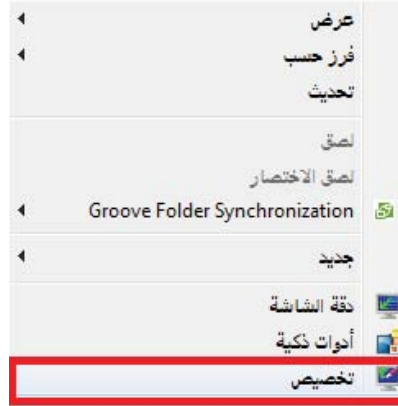 عرض
فرز حسب
تحديث
لصق
لصق الاختصار
Groove Folder Synchronization
جديد
دقة الشاشة
أدوات ذكية
تخصيص